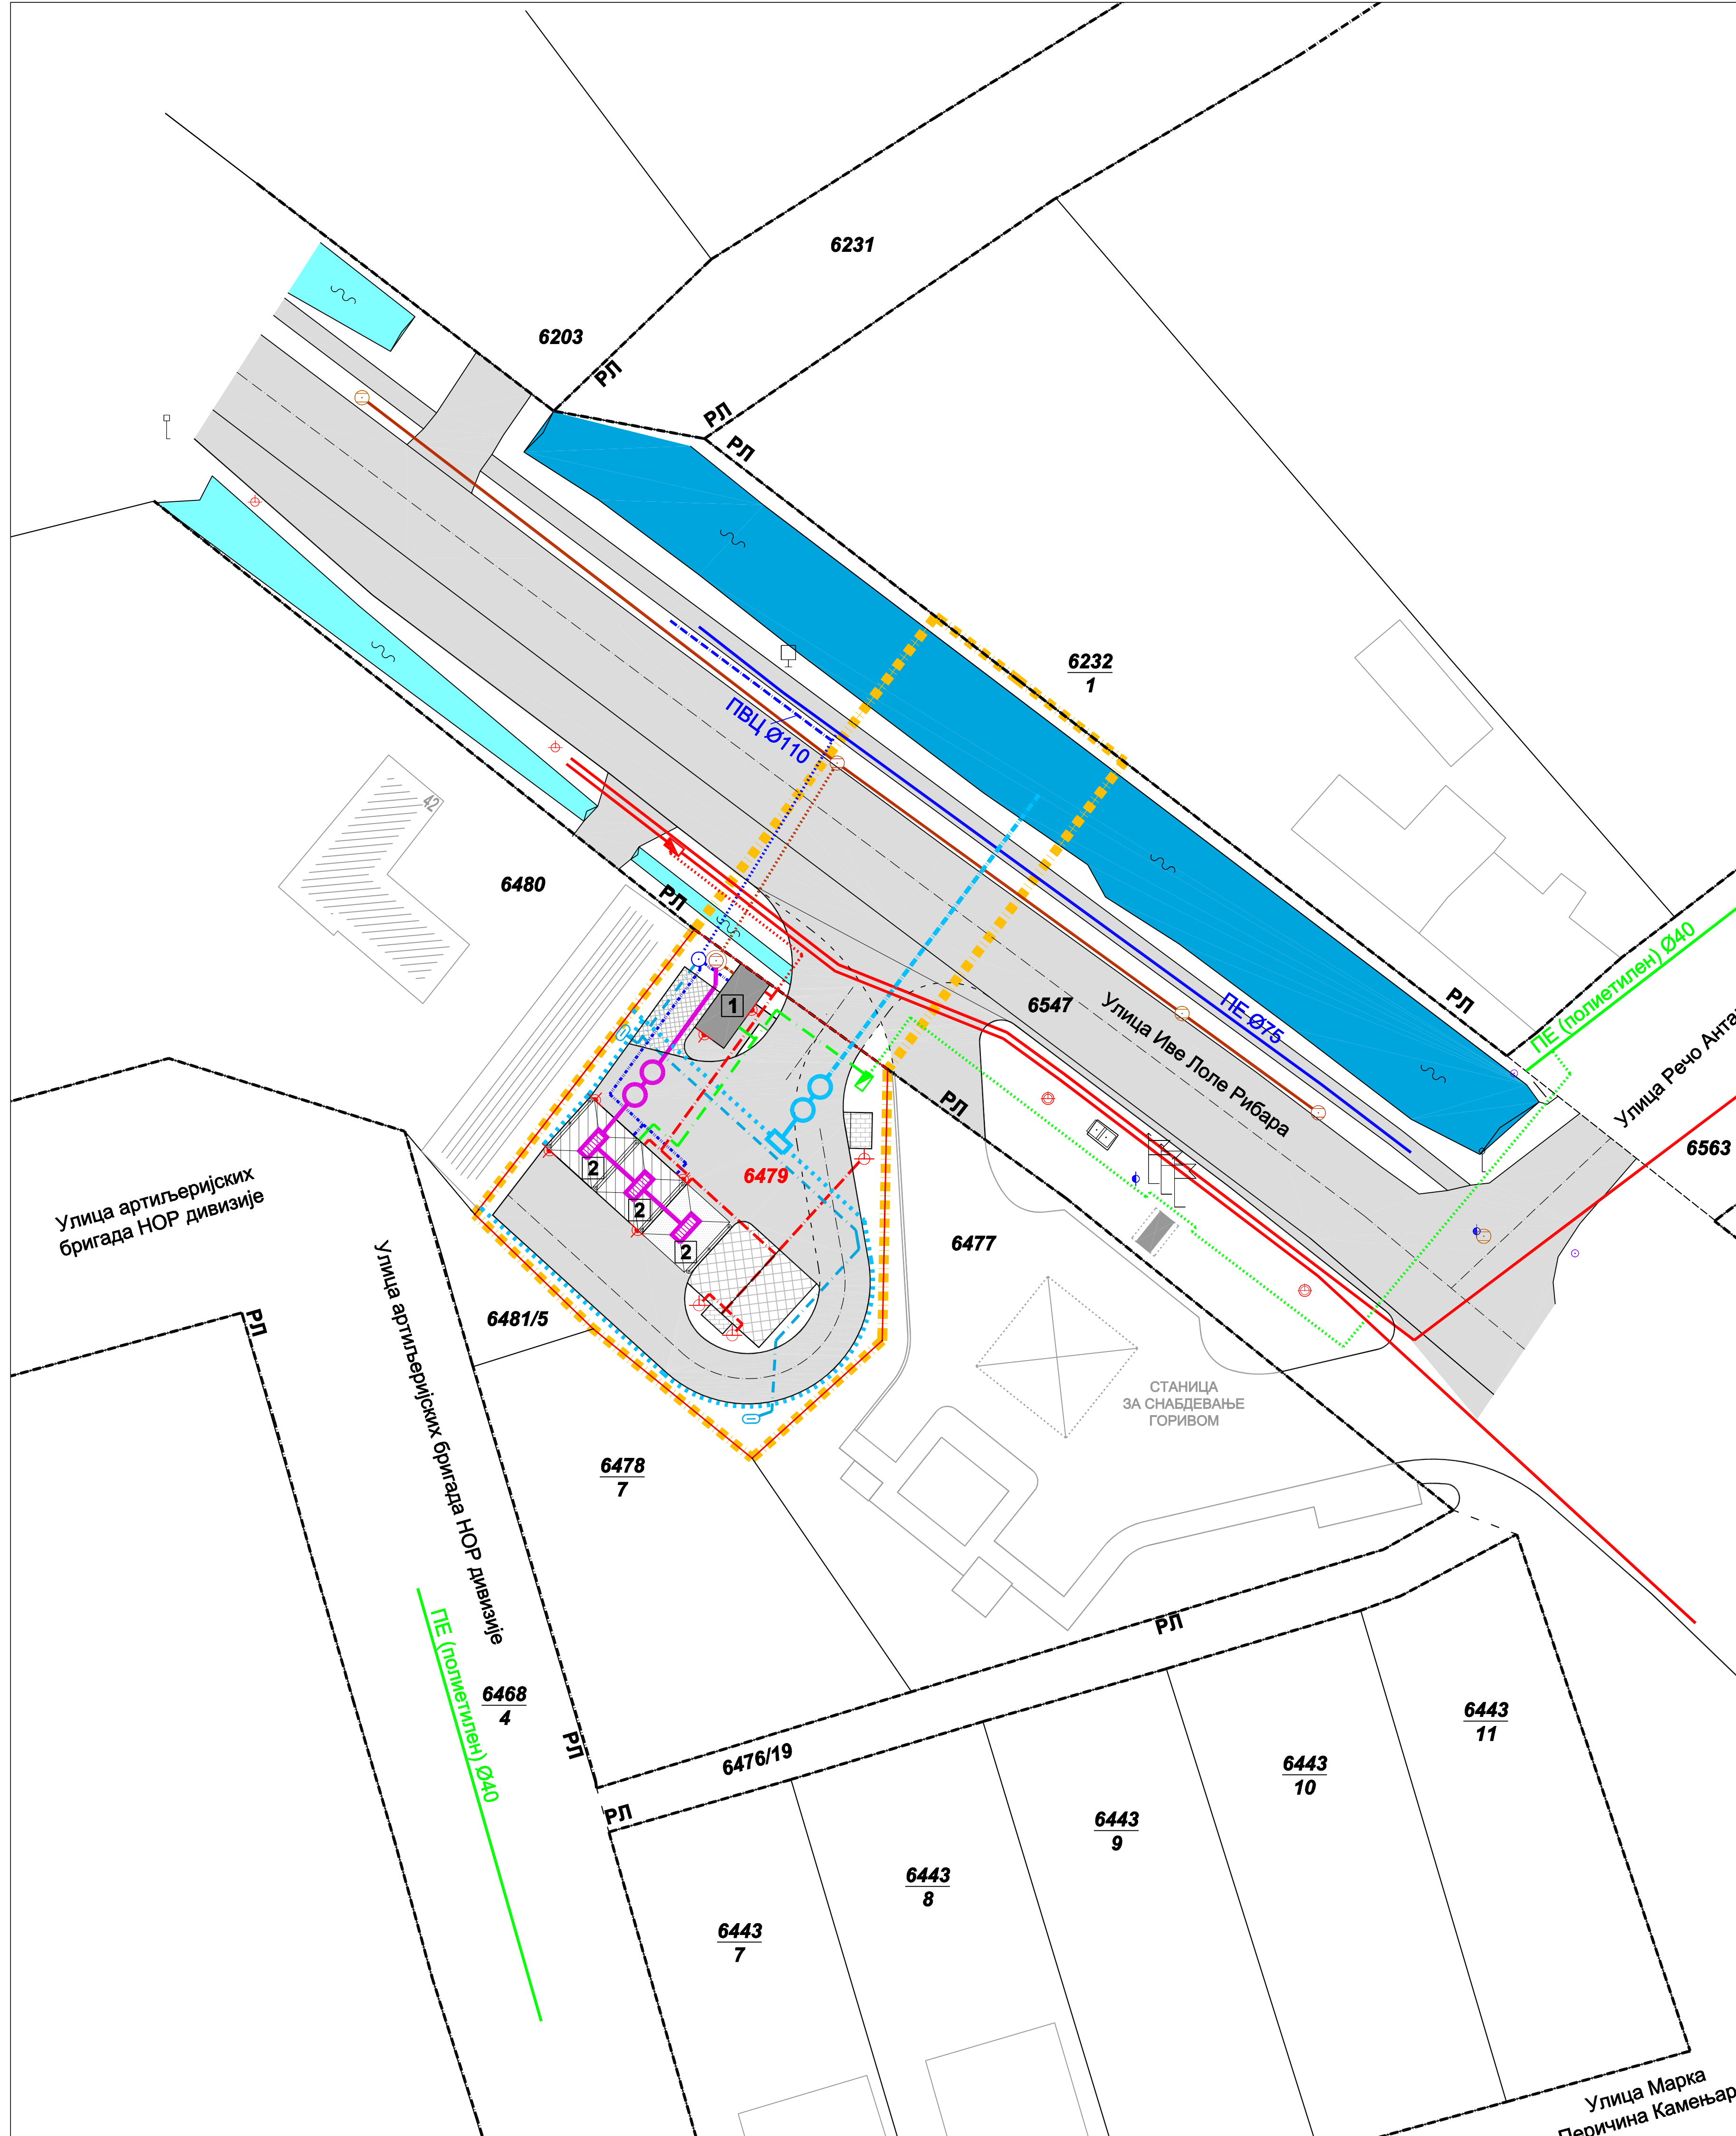 6231
6203
РЛ
РЛ
РЛ
6232
1
ПВЦ Ø110
42
6480
РЛ
1
6547
Улица Иве Лоле Рибара
ПЕ Ø75
РЛ
ПЕ (полиетилен) Ø40
Улица Речо Анта
6563
РЛ
6479
2
2
2
6477
Улица артиљеријских
бригада НОР дивизије
РЛ
Улица артиљеријских бригада НОР дивизије
6481/5
СТАНИЦА
ЗА СНАБДЕВАЊЕ
ГОРИВОМ
6478
7
ПЕ (полиетилен) Ø40
6468
4
РЛ
РЛ
6476/19
РЛ
6443
11
6443
10
6443
9
6443
8
6443
7
Улица Марка
Перичина Камењар